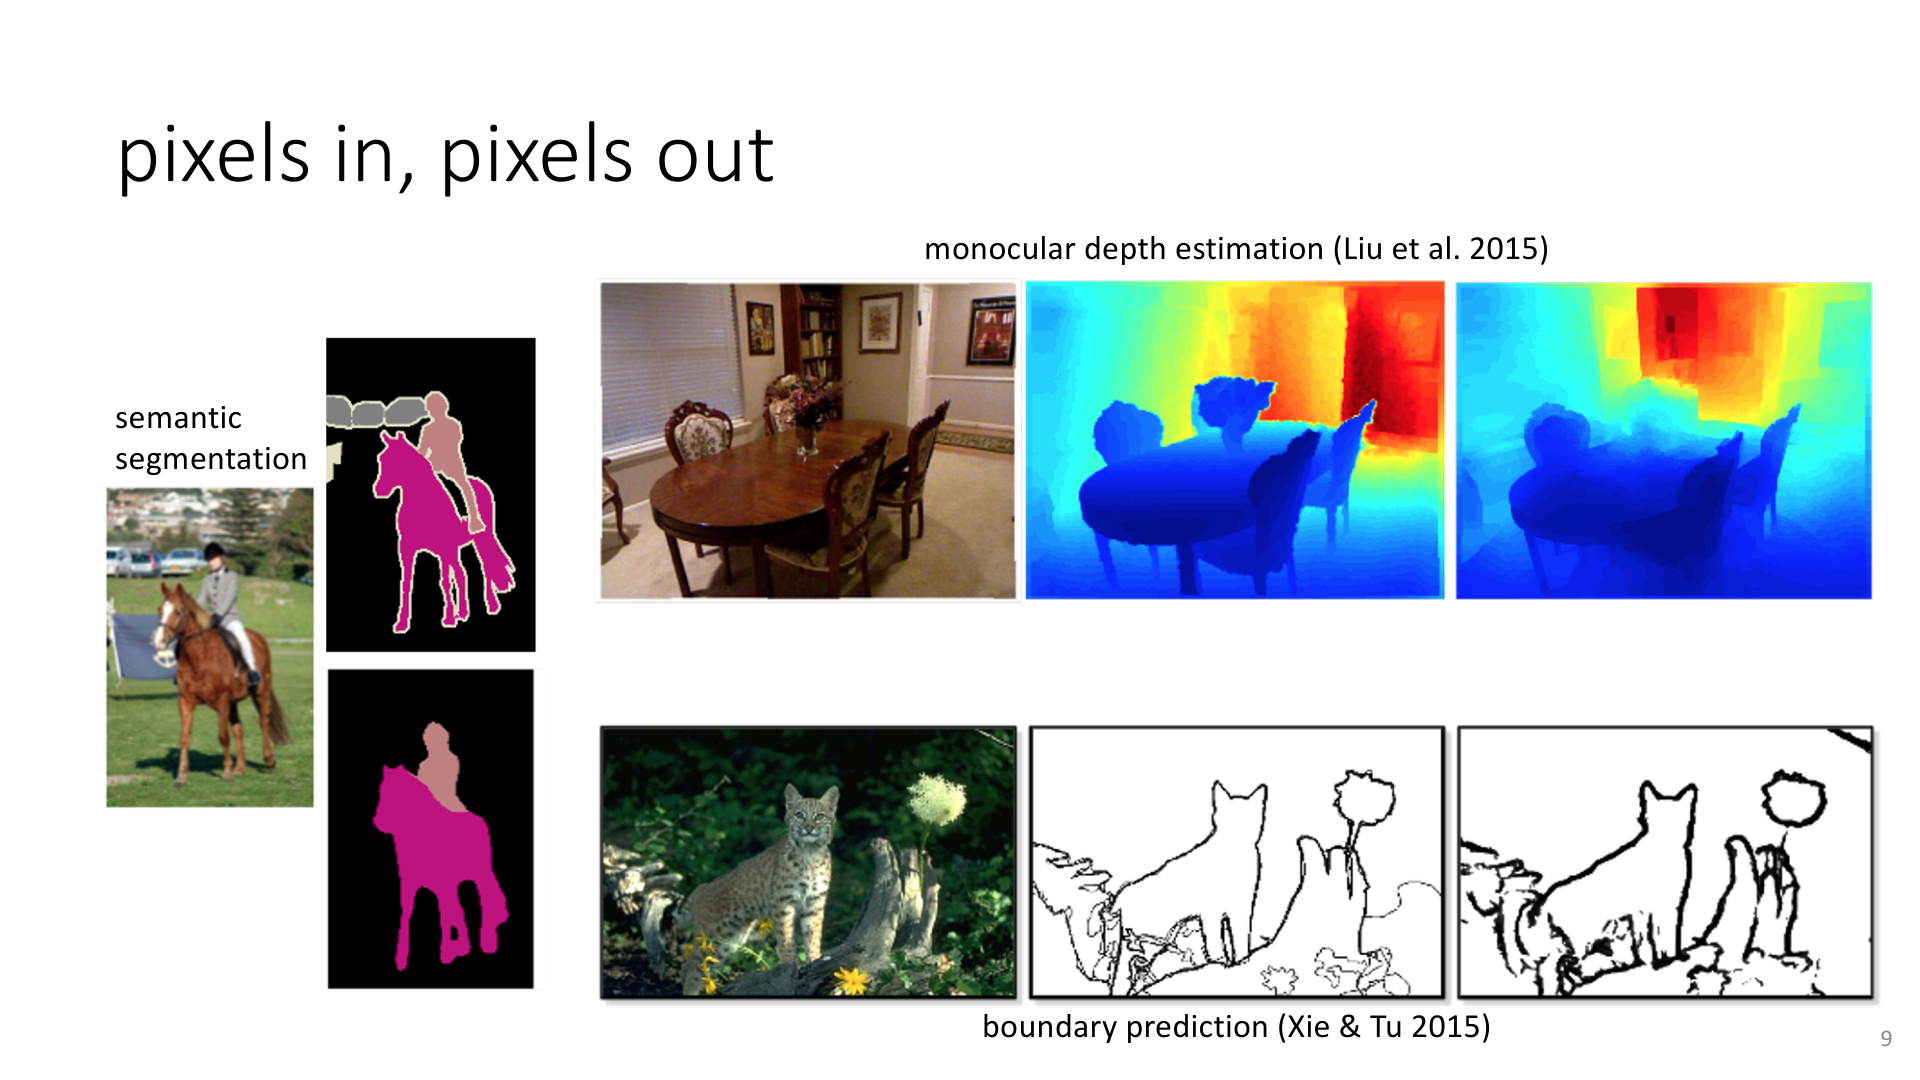 pixels in, pixels out
monocular depth estimation (Liu et al. 2015)
semantic
segmentation
boundary prediction (Xie & Tu 2015)
9